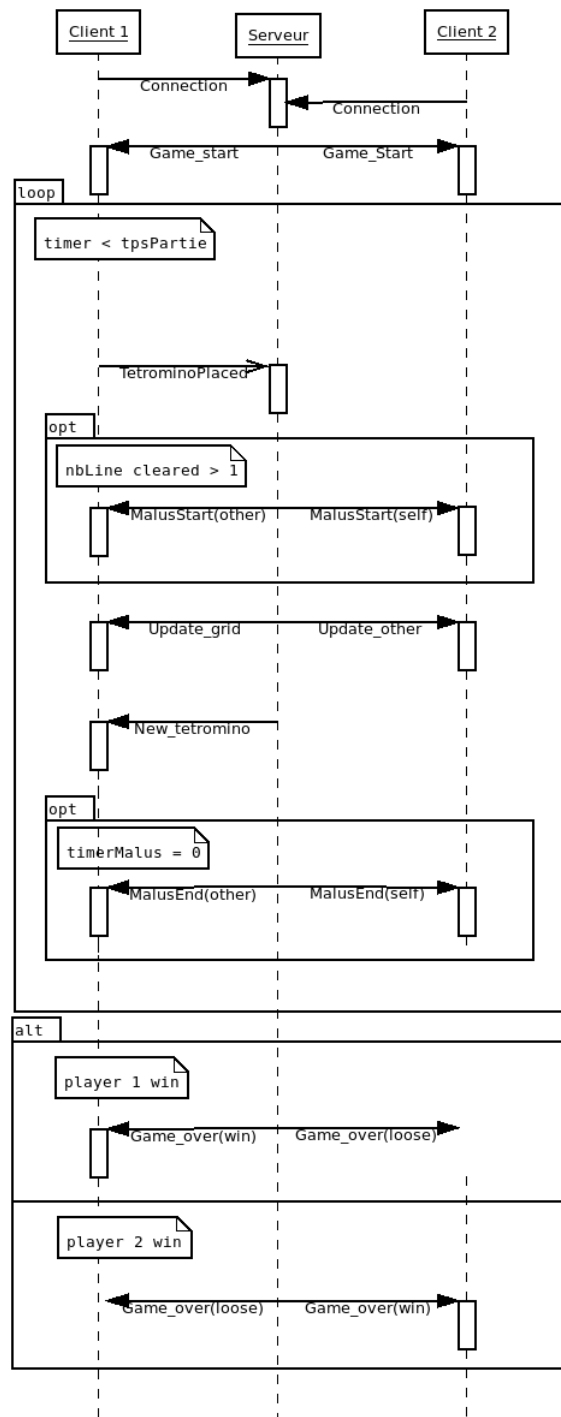 Client 1
Serveur
Client 2
Connection
Connection
Game_start
Game_Start
loop
timer < tpsPartie
TetrominoPlaced
opt
nbLine cleared > 1
MalusStart(other)
MalusStart(self)
Update_grid
Update_other
New_tetromino
opt
timerMalus = 0
MalusEnd(other)
MalusEnd(self)
alt
player 1 win
Game_over(win)
Game_over(loose)
player 2 win
Game_over(loose)
Game_over(win)